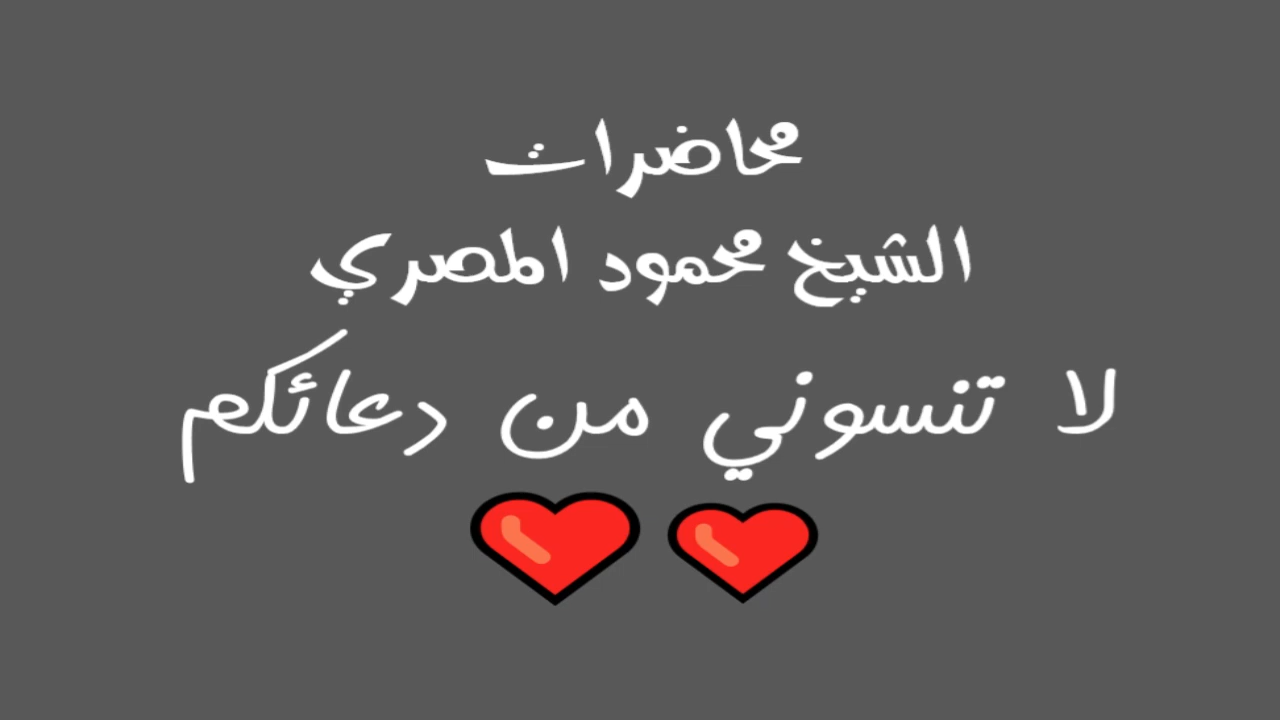 محاضرات
الشيخ محمود المصري
لا تنسوني من دعائكم